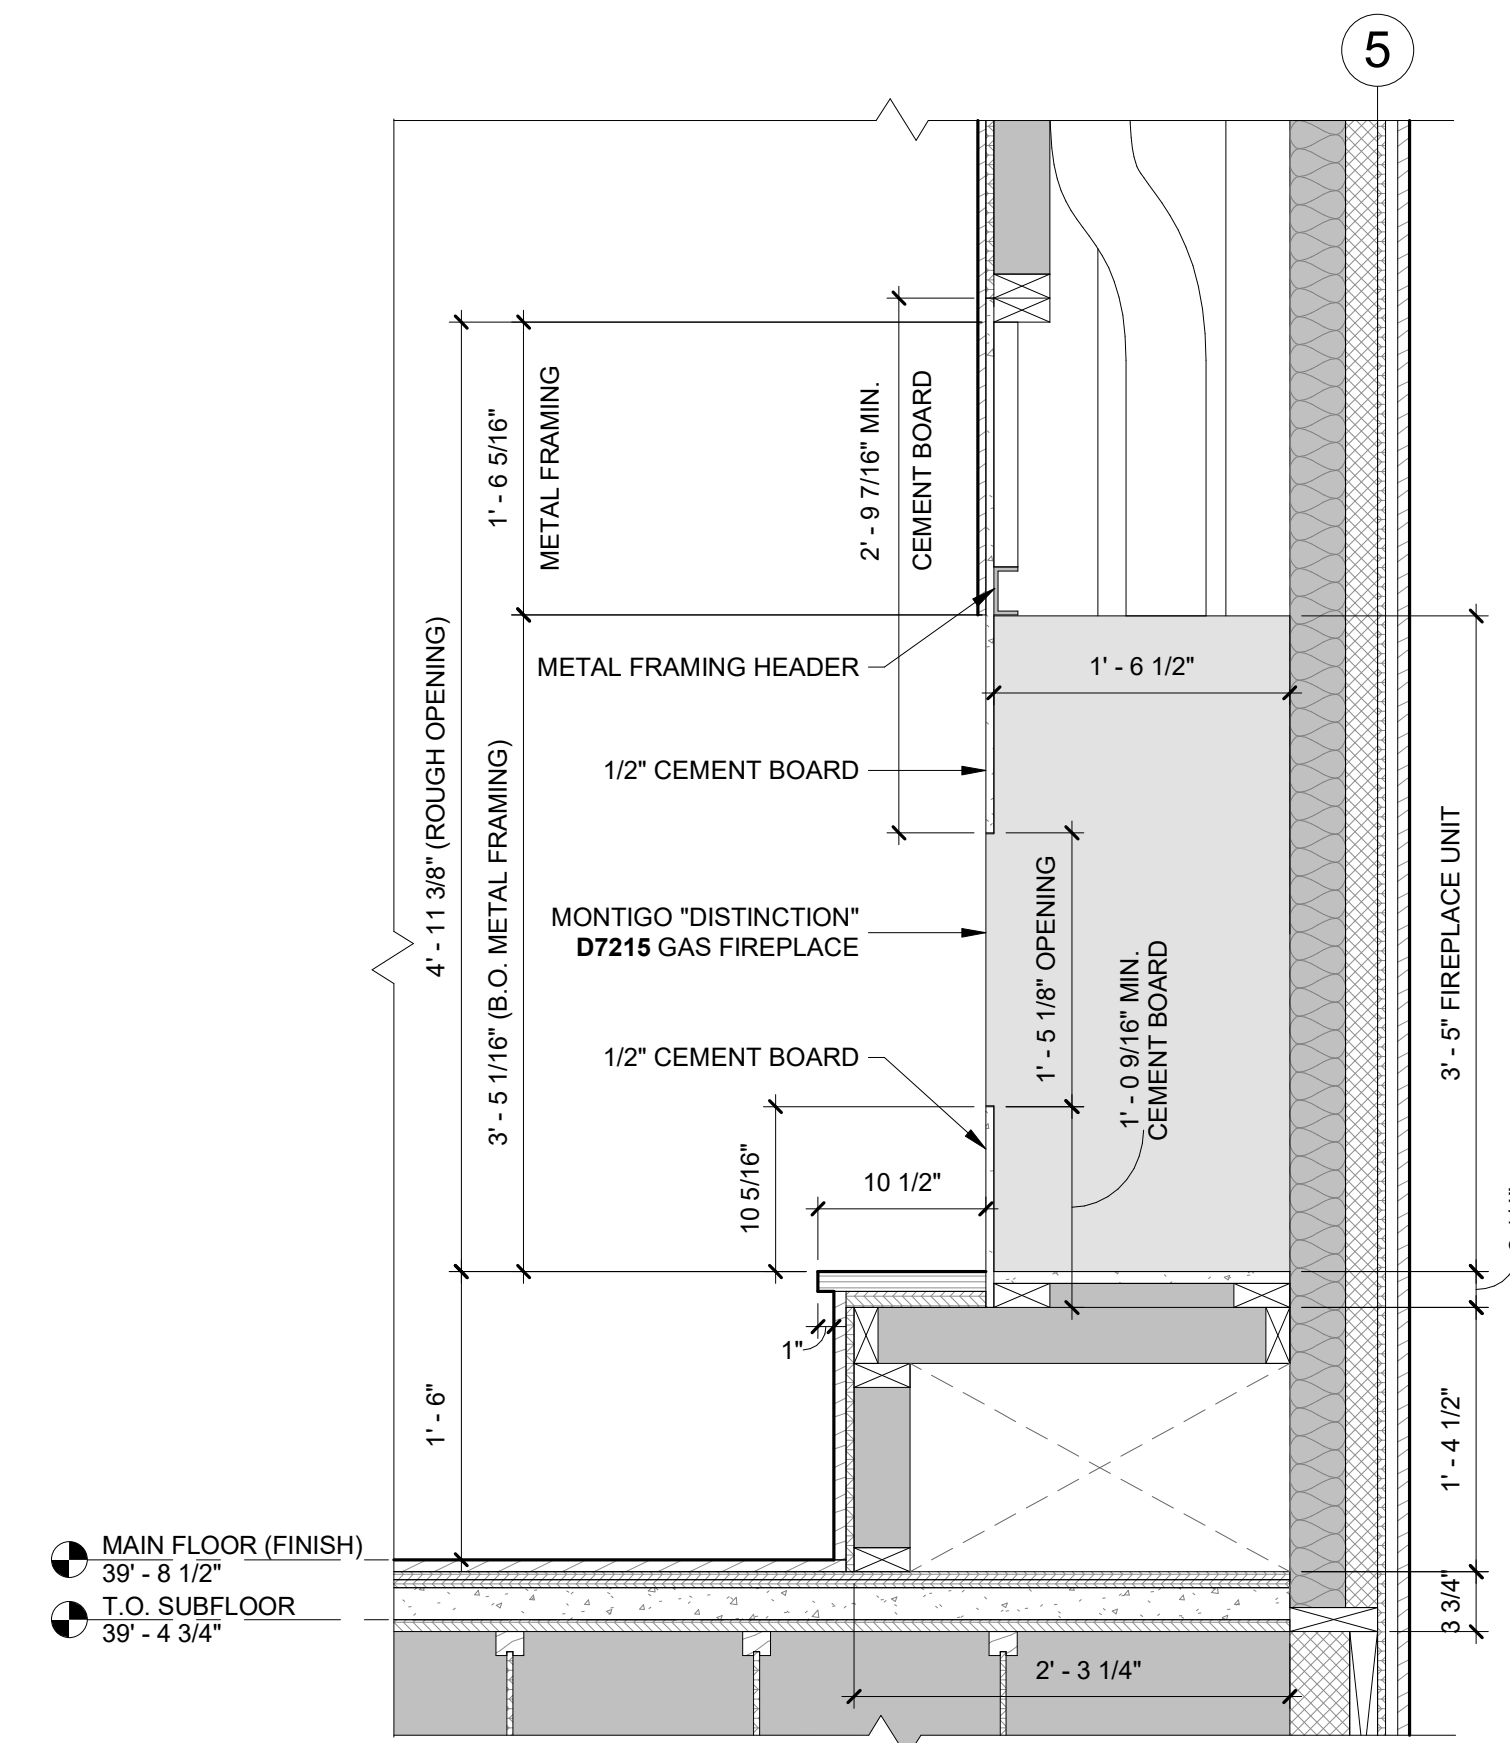 5
1' - 6 5/16"
METAL FRAMING
2' - 9 7/16" MIN.
CEMENT BOARD
4' - 11 3/8" (ROUGH OPENING)
3' - 5 1/16" (B.O. METAL FRAMING)
METAL FRAMING HEADER
1' - 6 1/2"
1/2" CEMENT BOARD
MONTIGO "DISTINCTION"
D7215 GAS FIREPLACE
1' - 5 1/8" OPENING
1' - 0 9/16" MIN.
CEMENT BOARD
3' - 5" FIREPLACE UNIT
1/2" CEMENT BOARD
10 5/16"
10 1/2"
1"
1' - 6"
1' - 4 1/2"
MAIN FLOOR (FINISH)
39' - 8 1/2"
T.O. SUBFLOOR
39' - 4 3/4"
3 3/4"
2' - 3 1/4"